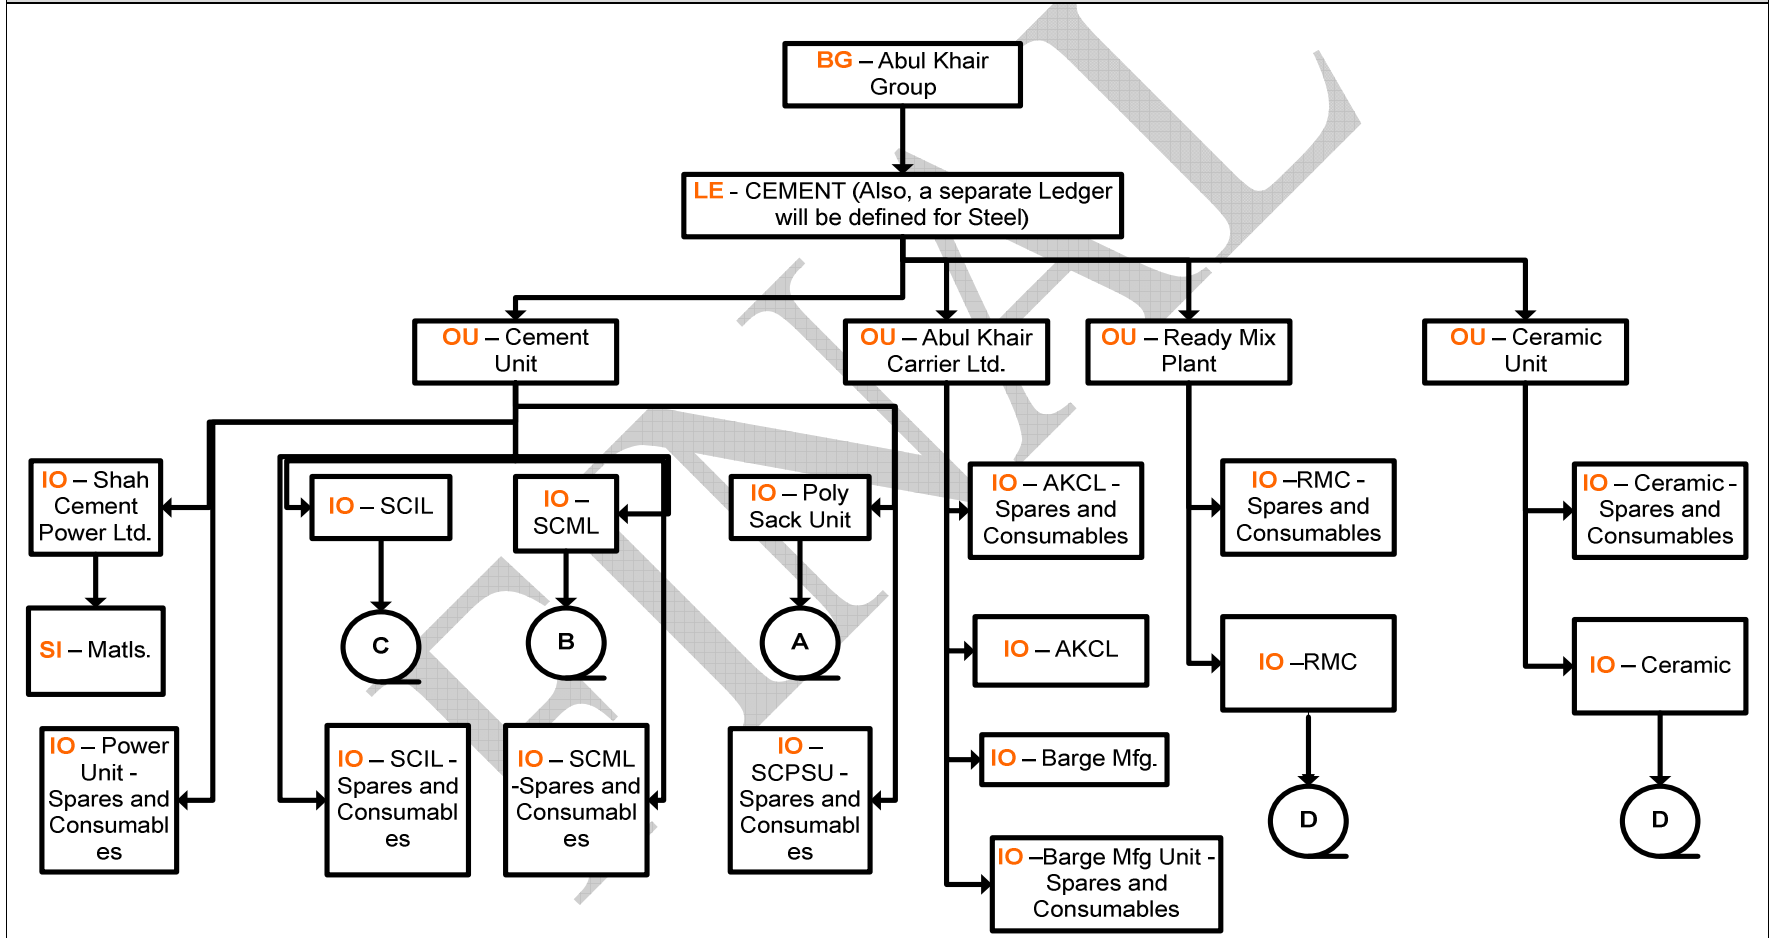 BG – Abul Khair
Group
LE - CEMENT (Also, a separate Ledger
will be defined for Steel)
OU – Cement
Unit
OU – Abul Khair
Carrier Ltd.
OU – Ready Mix
Plant
OU – Ceramic
Unit
IO – Shah
Cement
Power Ltd.
IO – SCIL
IO –
SCML
IO – Poly
Sack Unit
IO – AKCL -
Spares and
Consumables
IO –RMC -
Spares and
Consumables
IO – Ceramic -
Spares and
Consumables
SI – Matls.
C
B
A
IO – AKCL
IO –RMC
IO – Ceramic
IO – Power
Unit -
Spares and
Consumabl
es
IO – SCIL -
Spares and
Consumabl
es
IO – SCML
-Spares and
Consumabl
es
IO –
SCPSU -
Spares and
Consumabl
es
IO – Barge Mfg.
D
D
IO –Barge Mfg Unit -
Spares and
Consumables
FINAL